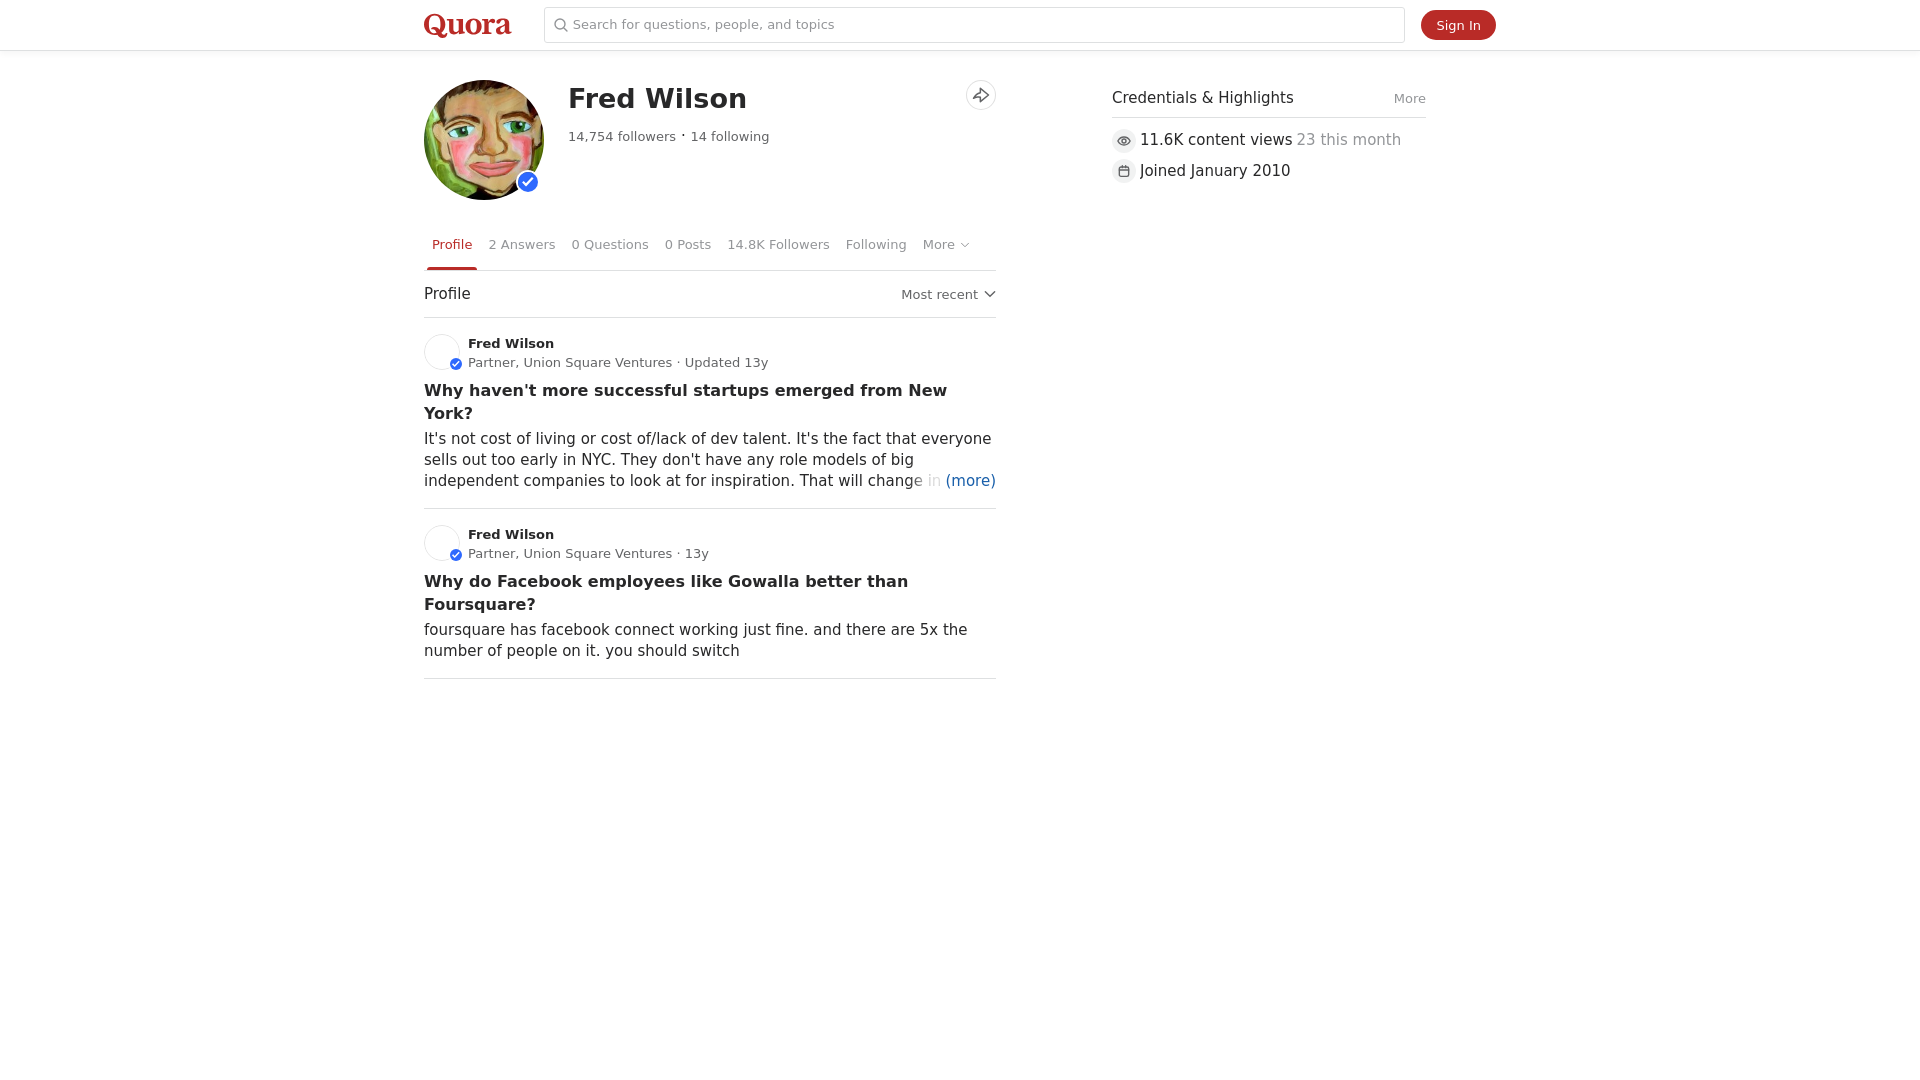 Quora
Search for questions, people, and topics
Sign In
Fred Wilson
14,754 followers · 14 following
Credentials & Highlights
More
11.6K content views 23 this month
Joined January 2010
Profile
2 Answers
0 Questions
0 Posts
14.8K Followers
Following
More
Profile
Most recent
Fred Wilson
Partner, Union Square Ventures · Updated 13y
Why haven't more successful startups emerged from New
York?
It's not cost of living or cost of/lack of dev talent. It's the fact that everyone
sells out too early in NYC. They don't have any role models of big
independent companies to look at for inspiration. That will change in (more)
Fred Wilson
Partner, Union Square Ventures · 13y
Why do Facebook employees like Gowalla better than
Foursquare?
foursquare has facebook connect working just fine. and there are 5x the
number of people on it. you should switch